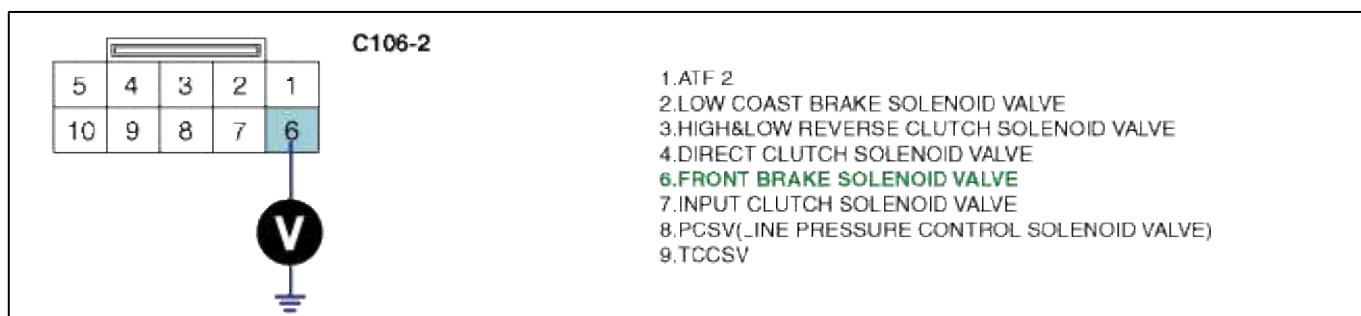 C106-2
5 4 3 2 1
10 9 8 7 6
V
1.ATF 2
2.LOW COAST BRAKE SOLENOID VALVE
3.HIGH&LOW REVERSE CLUTCH SOLENOID VALVE
4.DIRECT CLUTCH SOLENOID VALVE
6.FRONT BRAKE SOLENOID VALVE
7.INPUT CLUTCH SOLENOID VALVE
8.PCSV(LINE PRESSURE CONTROL SOLENOID VALVE)
9.TCCSV